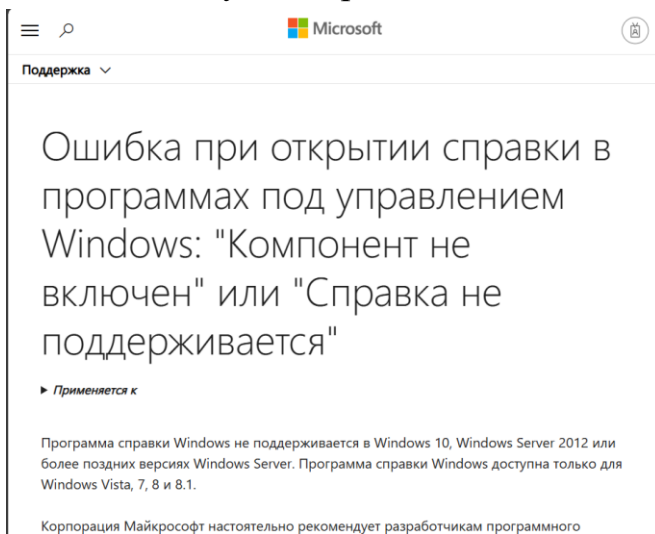 Microsoft
Поддержка
Ошибка при открытии справки в
программах под управлением
Windows: "Компонент не
включен" или "Справка не
поддерживается"
Применяется к
Программа справки Windows не поддерживается в Windows 10, Windows Server 2012 или
более поздних версиях Windows Server. Программа справки Windows доступна только для
Windows Vista, 7, 8 и 8.1.
Корпорация Майкрософт настоятельно рекомендует разработчикам программного